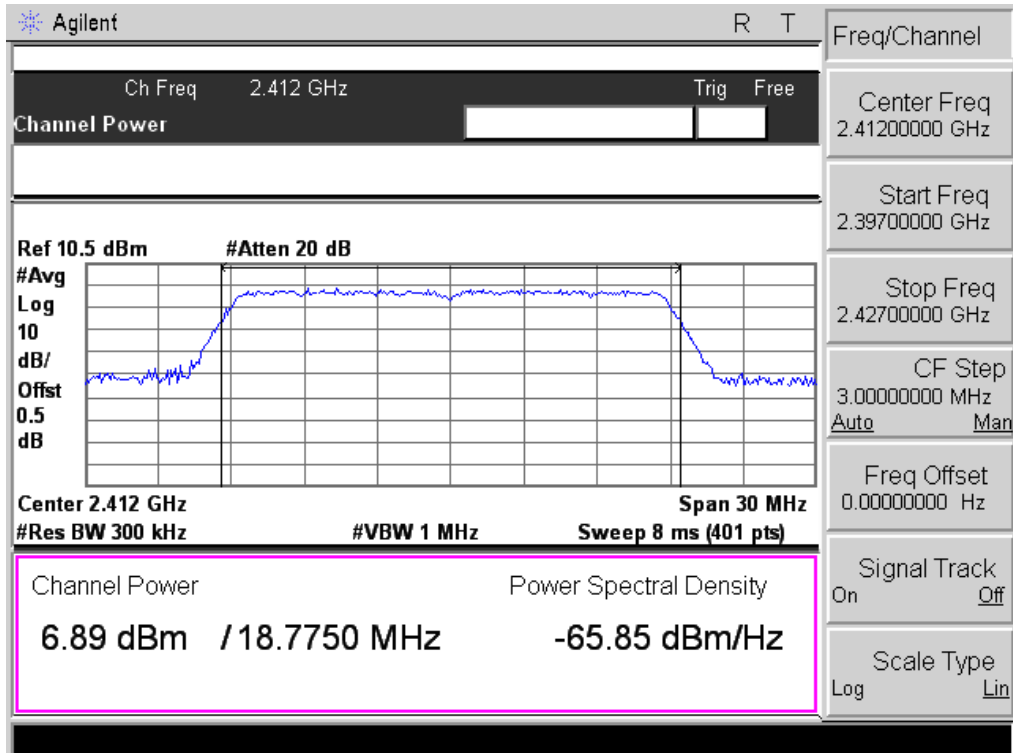 Agilent R T
Ch Freq 2.412 GHz Trig Free
Channel Power
Ref 10.5 dBm #Atten 20 dB
#Avg
Log
10
dB/
Offst
0.5
dB
Center 2.412 GHz Span 30 MHz
#Res BW 300 kHz #VBW 1 MHz Sweep 8 ms (401 pts)
Channel Power Power Spectral Density
6.89 dBm / 18.7750 MHz -65.85 dBm/Hz
Freq/Channel
Center Freq
2.41200000 GHz
Start Freq
2.39700000 GHz
Stop Freq
2.42700000 GHz
CF Step
3.00000000 MHz
Auto Man
Freq Offset
0.00000000 Hz
Signal Track
On Off
Scale Type
Log Lin